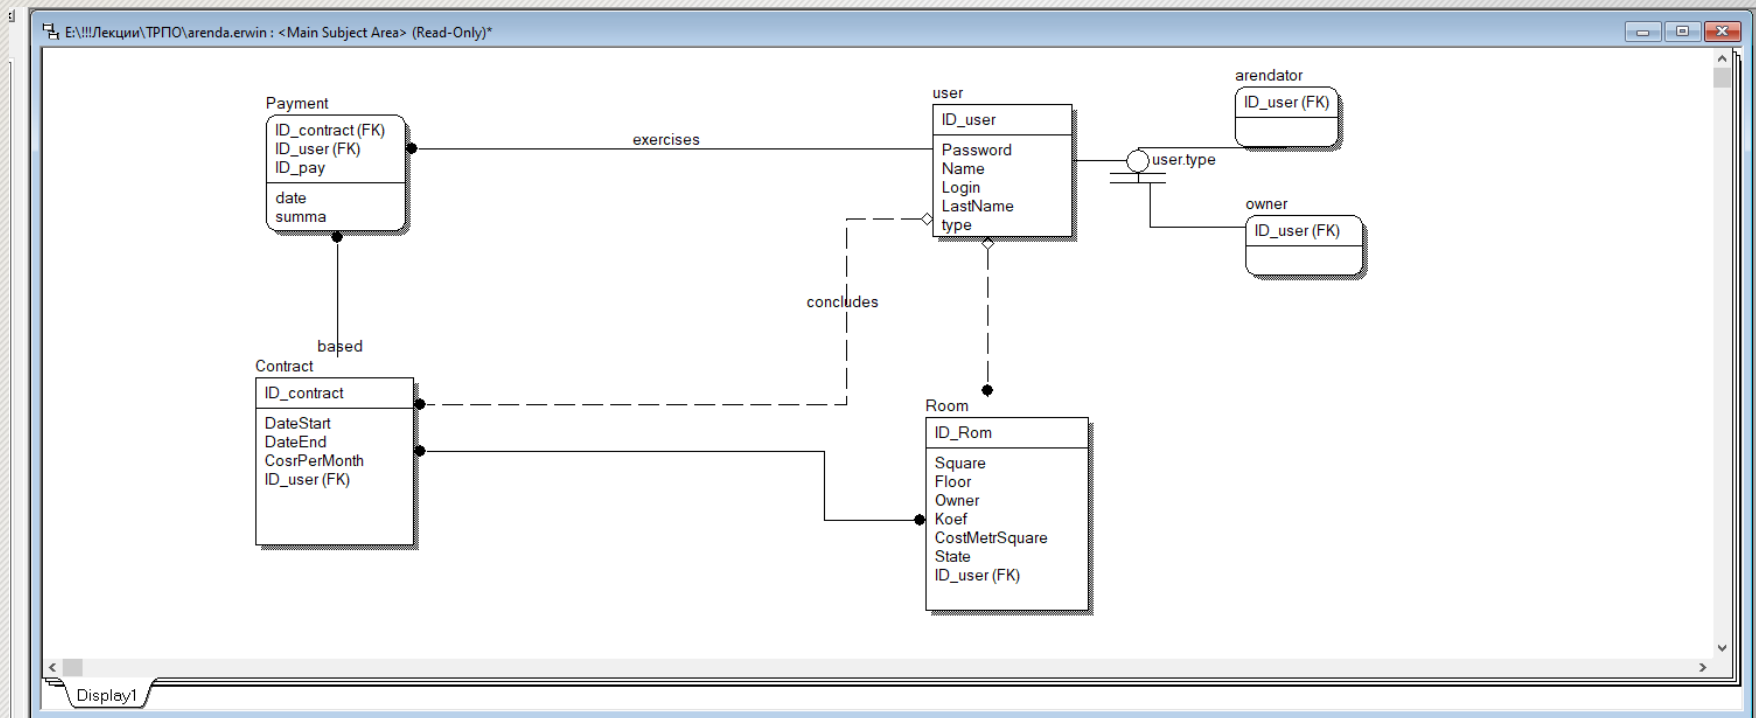 E:\!!!Лекции\ТРПО\arenda.erwin : <Main Subject Area> (Read-Only)*
Payment
ID_contract (FK)
ID_user (FK)
ID_pay
date
summa
exercises
user
ID_user
Password
Name
Login
LastName
type
arendator
ID_user (FK)
user.type
owner
ID_user (FK)
concludes
based
Contract
ID_contract
DateStart
DateEnd
CosrPerMonth
ID_user (FK)
Room
ID_Rom
Square
Floor
Owner
Koef
CostMetrSquare
State
ID_user (FK)
Display1